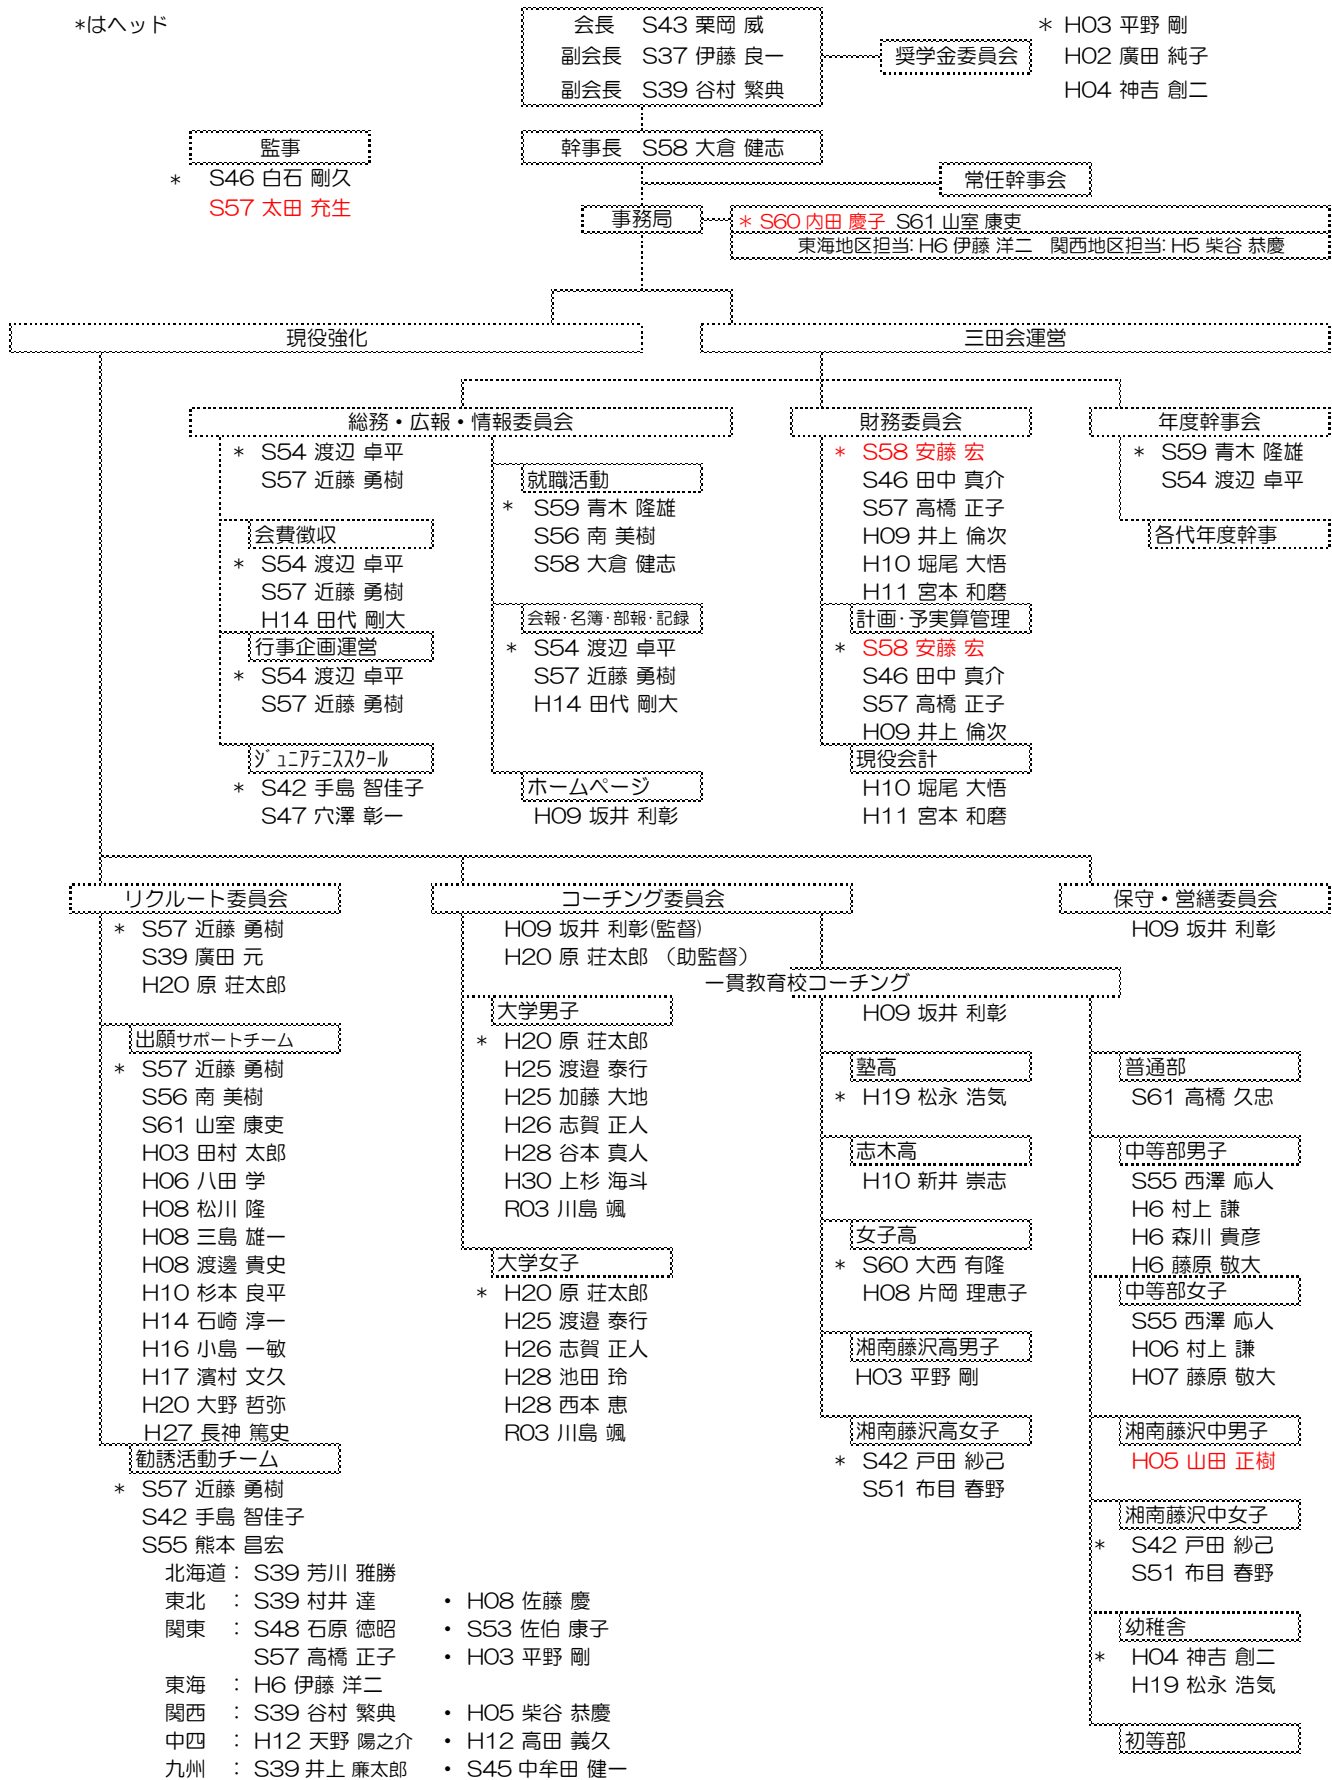 *はヘッド
会長 S43 栗岡 威
副会長 S37 伊藤 良一
副会長 S39 谷村 繁典
奨学金委員会
* H03 平野 剛
H02 廣田 純子
H04 神吉 創二
監事
* S46 白石 剛久
S57 太田 充生
幹事長 S58 大倉 健志
常任幹事会
事務局
* S60 内田 慶子 S61 山室 康吏
東海地区担当: H6 伊藤 洋二 関西地区担当: H5 柴谷 恭慶
現役強化
三田会運営
総務・広報・情報委員会
* S54 渡辺 卓平
S57 近藤 勇樹
会費徴収
* S54 渡辺 卓平
S57 近藤 勇樹
H14 田代 剛大
行事企画運営
* S54 渡辺 卓平
S57 近藤 勇樹
ジュニアテニススクール
* S42 手島 智佳子
S47 穴澤 彰一
就職活動
* S59 青木 隆雄
S56 南 美樹
S58 大倉 健志
会報・名簿・部報・記録
* S54 渡辺 卓平
S57 近藤 勇樹
H14 田代 剛大
ホームページ
H09 坂井 利彰
財務委員会
* S58 安藤 宏
S46 田中 真介
S57 高橋 正子
H09 井上 倫次
H10 堀尾 大悟
H11 宮本 和磨
計画・予実算管理
* S58 安藤 宏
S46 田中 真介
S57 高橋 正子
H09 井上 倫次
現役会計
H10 堀尾 大悟
H11 宮本 和磨
年度幹事会
* S59 青木 隆雄
S54 渡辺 卓平
各代年度幹事
リクルート委員会
* S57 近藤 勇樹
S39 廣田 元
H20 原 荘太郎
出願サポートチーム
* S57 近藤 勇樹
S56 南 美樹
S61 山室 康吏
H03 田村 太郎
H06 八田 学
H08 松川 隆
H08 三島 雄一
H08 渡邊 貴史
H10 杉本 良平
H14 石崎 淳一
H16 小島 一敏
H17 濱村 文久
H20 大野 哲弥
H27 長神 篤史
勧誘活動チーム
* S57 近藤 勇樹
S42 手島 智佳子
S55 熊本 昌宏
北海道: S39 芳川 雅勝
東北 : S39 村井 達 ・ H08 佐藤 慶
関東 : S48 石原 徳昭 ・ S53 佐伯 康子
S57 高橋 正子 ・ H03 平野 剛
東海 : H6 伊藤 洋二
関西 : S39 谷村 繁典 ・ H05 柴谷 恭慶
中四 : H12 天野 陽之介 ・ H12 高田 義久
九州 : S39 井上 廉太郎 ・ S45 中牟田 健一
コーチング委員会
H09 坂井 利彰(監督)
H20 原 荘太郎 (助監督)
大学男子
* H20 原 荘太郎
H25 渡邉 泰行
H25 加藤 大地
H26 志賀 正人
H28 谷本 真人
H30 上杉 海斗
R03 川島 颯
大学女子
* H20 原 荘太郎
H25 渡邉 泰行
H26 志賀 正人
H28 池田 玲
H28 西本 恵
R03 川島 颯
一貫教育校コーチング
H09 坂井 利彰
塾高
* H19 松永 浩気
志木高
H10 新井 崇志
女子高
* S60 大西 有隆
H08 片岡 理恵子
湘南藤沢高男子
H03 平野 剛
湘南藤沢高女子
* S42 戸田 紗己
S51 布目 春野
保守・営繕委員会
H09 坂井 利彰
普通部
S61 高橋 久忠
中等部男子
S55 西澤 応人
H6 村上 謙
H6 森川 貴彦
H6 藤原 敬大
中等部女子
S55 西澤 応人
H06 村上 謙
H07 藤原 敬大
湘南藤沢中男子
H05 山田 正樹
湘南藤沢中女子
* S42 戸田 紗己
S51 布目 春野
幼稚舎
* H04 神吉 創二
H19 松永 浩気
初等部